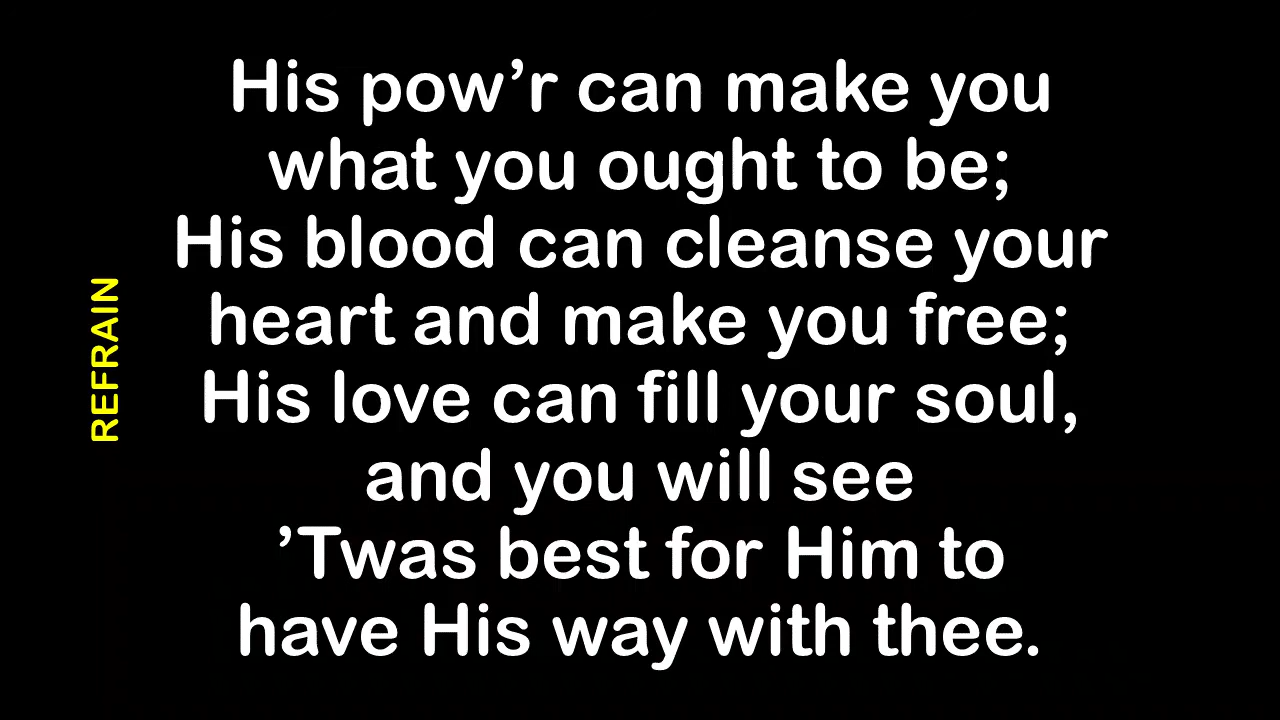 His pow’r can make you
what you ought to be;
His blood can cleanse your
heart and make you free;
His love can fill your soul,
and you will see
’Twas best for Him to
have His way with thee.
REFRAIN